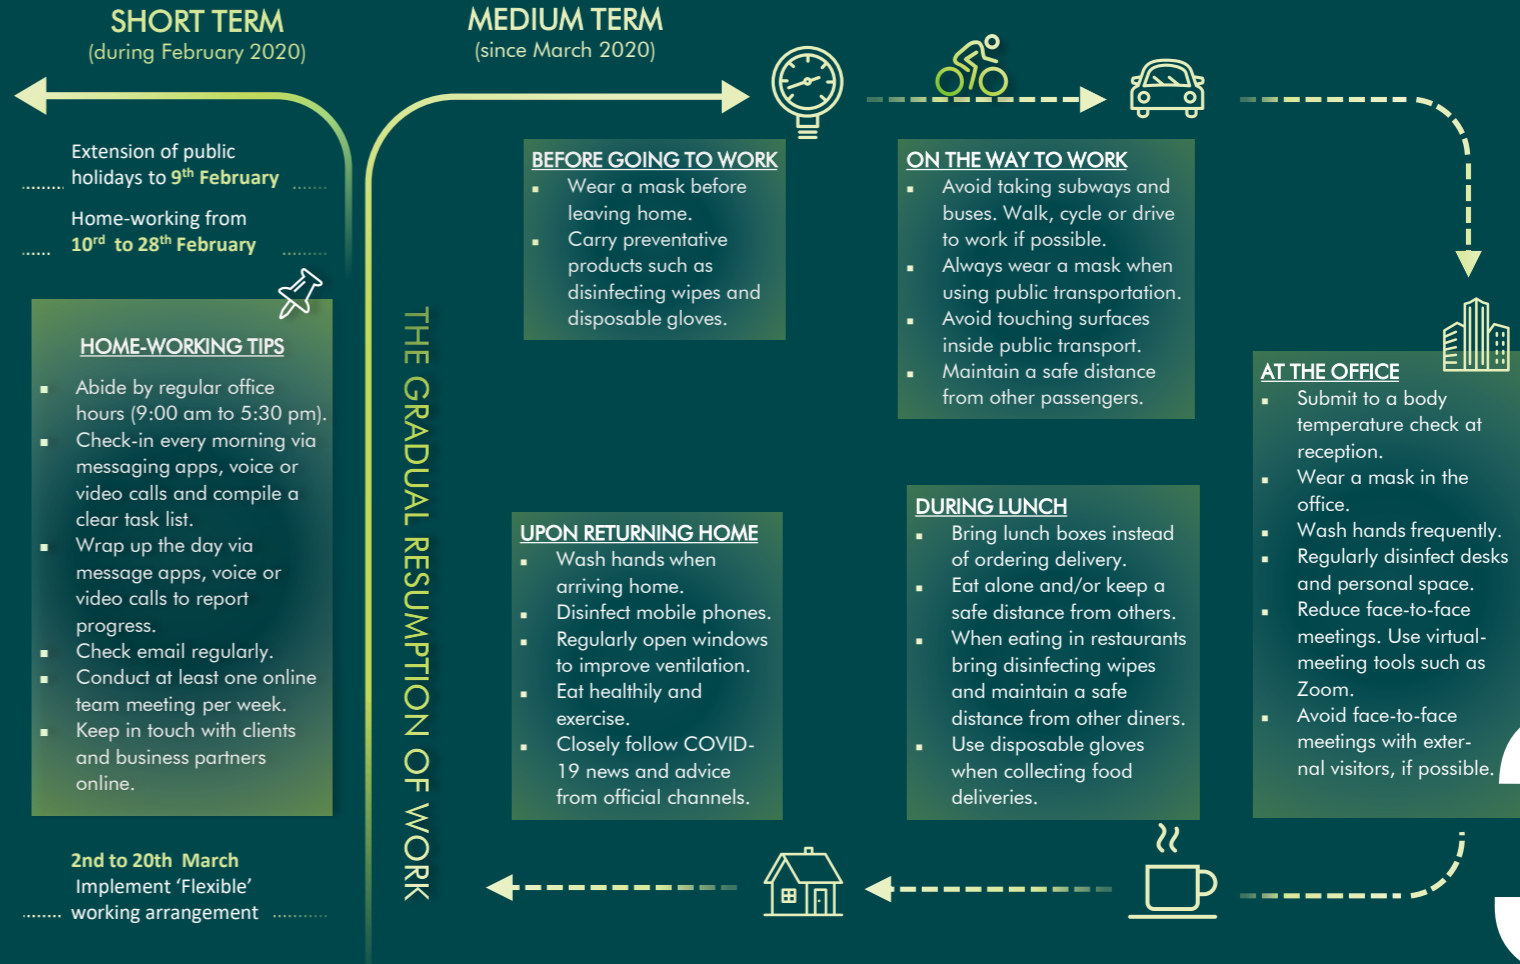 SHORT TERM
(during February 2020)
Extension of public
holidays to 9th February
Home-working from
10rd to 28th February
HOME-WORKING TIPS
▪ Abide by regular office
hours (9:00 am to 5:30 pm).
▪ Check-in every morning via
messaging apps, voice or
video calls and compile a
clear task list.
▪ Wrap up the day via
message apps, voice or
video calls to report
progress.
▪ Check email regularly.
▪ Conduct at least one online
team meeting per week.
▪ Keep in touch with clients
and business partners
online.
2nd to 20th March
Implement ‘Flexible’
working arrangement
THE GRADUAL RESUMPTION OF WORK
MEDIUM TERM
(since March 2020)
BEFORE GOING TO WORK
▪ Wear a mask before
leaving home.
▪ Carry preventative
products such as
disinfecting wipes and
disposable gloves.
ON THE WAY TO WORK
▪ Avoid taking subways and
buses. Walk, cycle or drive
to work if possible.
▪ Always wear a mask when
using public transportation.
▪ Avoid touching surfaces
inside public transport.
▪ Maintain a safe distance
from other passengers.
AT THE OFFICE
▪ Submit to a body
temperature check at
reception.
▪ Wear a mask in the
office.
▪ Wash hands frequently.
▪ Regularly disinfect desks
and personal space.
▪ Reduce face-to-face
meetings. Use virtual-
meeting tools such as
Zoom.
▪ Avoid face-to-face
meetings with exter-
nal visitors, if possible.
DURING LUNCH
▪ Bring lunch boxes instead
of ordering delivery.
▪ Eat alone and/or keep a
safe distance from others.
▪ When eating in restaurants
bring disinfecting wipes
and maintain a safe
distance from other diners.
▪ Use disposable gloves
when collecting food
deliveries.
UPON RETURNING HOME
▪ Wash hands when
arriving home.
▪ Disinfect mobile phones.
▪ Regularly open windows
to improve ventilation.
▪ Eat healthily and
exercise.
▪ Closely follow COVID-
19 news and advice
from official channels.